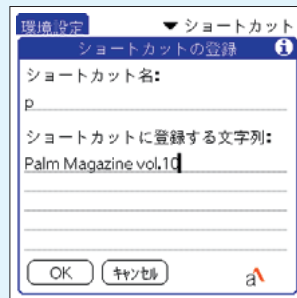 環境設定 ▼ ショートカット
ショートカットの登録
ショートカット名:
p
ショートカットに登録する文字列:
Palm Magazine vol.10
OK キャンセル